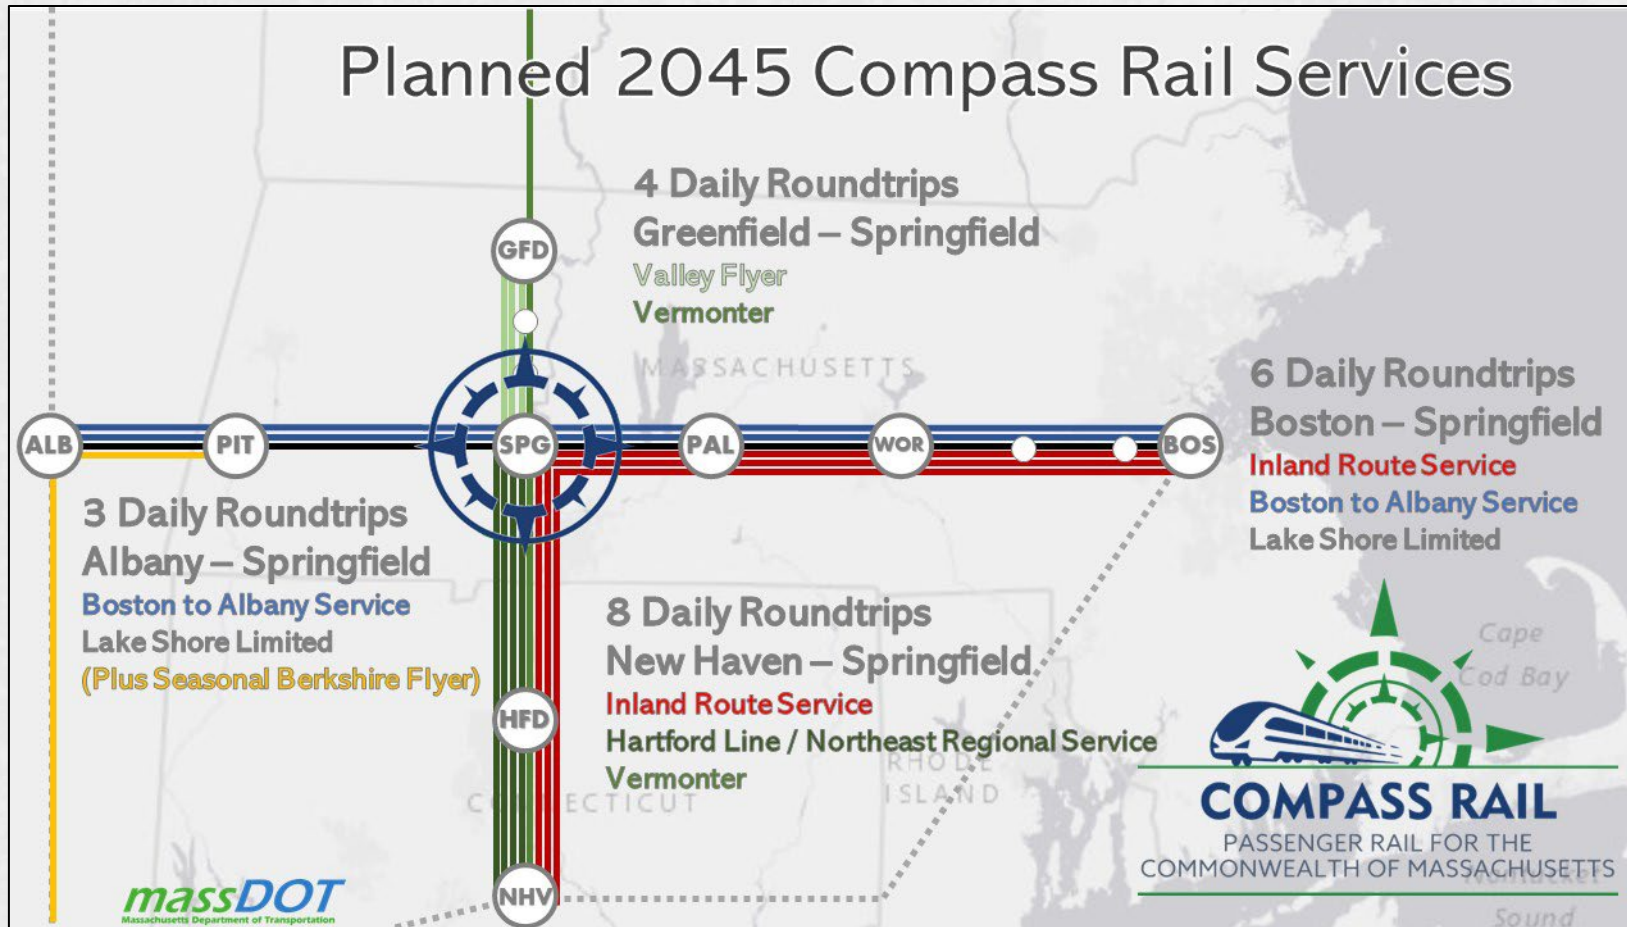 Planned 2045 Compass Rail Services
4 Daily Roundtrips
Greenfield – Springfield
Valley Flyer
Vermonter
GFD
MASSACHUSETTS
ALB
PIT
SPG
PAL
WOR
BOS
6 Daily Roundtrips
Boston – Springfield
Inland Route Service
Boston to Albany Service
Lake Shore Limited
3 Daily Roundtrips
Albany – Springfield
Boston to Albany Service
Lake Shore Limited
(Plus Seasonal Berkshire Flyer)
8 Daily Roundtrips
New Haven – Springfield
Inland Route Service
Hartford Line / Northeast Regional Service
Vermonter
HFD
NHV
CONNECTICUT
RHODE
ISLAND
Cape
Cod Bay
COMPASS RAIL
PASSENGER RAIL FOR THE
COMMONWEALTH OF MASSACHUSETTS
Nantucket
Sound
massDOT
Massachusetts Department of Transportation